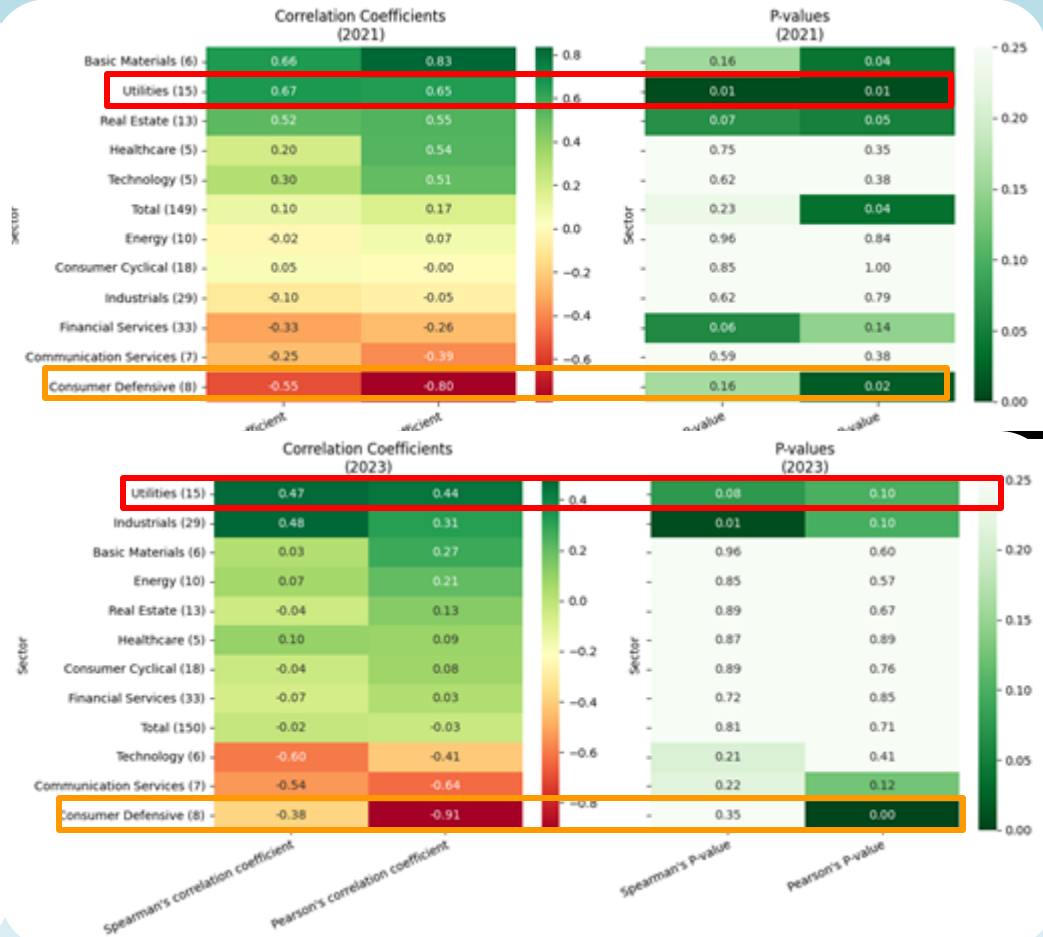 Correlation Coefficients
(2021)
P-values
(2021)
Basic Materials (6) 0.66 0.83 0.16 0.04
Utilities (15) 0.67 0.65 0.01 0.01
Real Estate (13) 0.52 0.55 0.07 0.05
Healthcare (5) 0.20 0.54 0.75 0.35
Technology (5) 0.30 0.51 0.62 0.38
Total (149) 0.10 0.17 0.23 0.04
Energy (10) -0.02 0.07 0.96 0.84
Consumer Cyclical (18) 0.05 -0.00 0.85 1.00
Industrials (29) -0.10 -0.05 0.62 0.79
Financial Services (33) -0.33 -0.26 0.06 0.14
Communication Services (7) -0.25 -0.39 0.59 0.38
Consumer Defensive (8) -0.55 -0.80 0.16 0.02
0.8
0.6
0.4
0.2
0.0
-0.2
-0.4
-0.6
Sector
Sector
0.25
0.20
0.15
0.10
0.05
0.00
fficient
fficient
P-value
P-value
Correlation Coefficients
(2023)
P-values
(2023)
Utilities (15) 0.47 0.44 0.08 0.10
Industrials (29) 0.48 0.31 0.01 0.10
Basic Materials (6) 0.03 0.27 0.96 0.60
Energy (10) 0.07 0.21 0.85 0.57
Real Estate (13) -0.04 0.13 0.89 0.67
Healthcare (5) 0.10 0.09 0.87 0.89
Consumer Cyclical (18) -0.04 0.08 0.89 0.76
Financial Services (33) -0.07 0.03 0.72 0.85
Total (150) -0.02 -0.03 0.81 0.71
Technology (6) -0.60 -0.41 0.21 0.41
Communication Services (7) -0.54 -0.64 0.22 0.12
Consumer Defensive (8) -0.38 -0.91 0.35 0.00
0.4
0.2
0.0
-0.2
-0.4
-0.6
-0.8
Sector
Sector
0.25
0.20
0.15
0.10
0.05
0.00
Spearman's correlation coefficient
Pearson's correlation coefficient
Spearman's P-value
Pearson's P-value